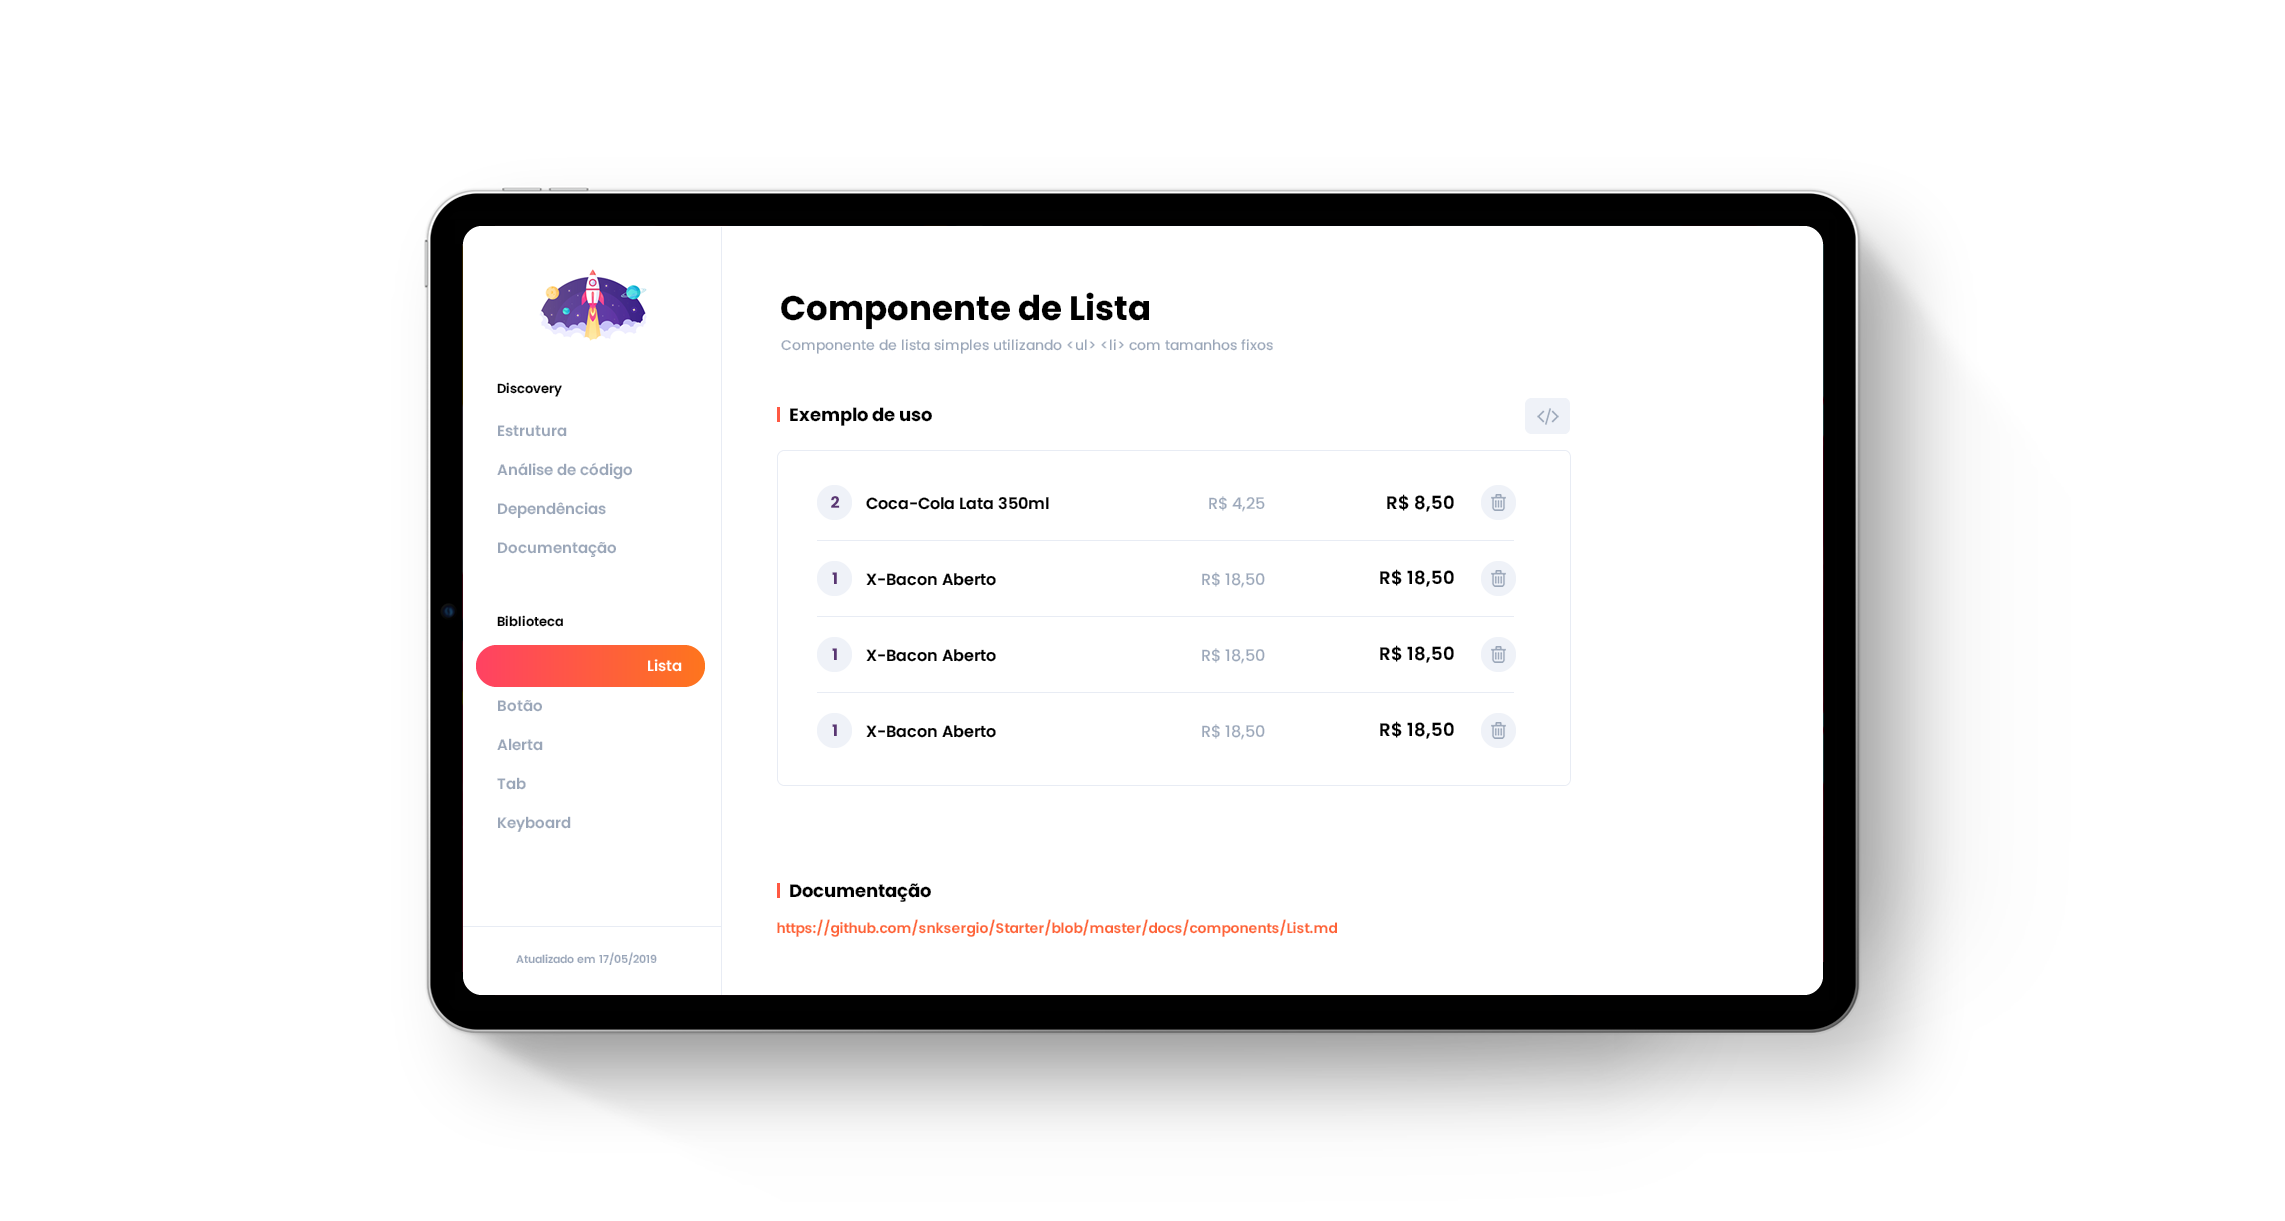 Discovery
Estrutura
Análise de código
Dependências
Documentação
Biblioteca
Lista
Botão
Alerta
Tab
Keyboard
Atualizado em 17/05/2019
Componente de Lista
Componente de lista simples utilizando <ul> <li> com tamanhos fixos
Exemplo de uso
</>
2 Coca-Cola Lata 350ml R$ 4,25 R$ 8,50
1 X-Bacon Aberto R$ 18,50 R$ 18,50
1 X-Bacon Aberto R$ 18,50 R$ 18,50
1 X-Bacon Aberto R$ 18,50 R$ 18,50
Documentação
https://github.com/snksergio/Starter/blob/master/docs/components/List.md